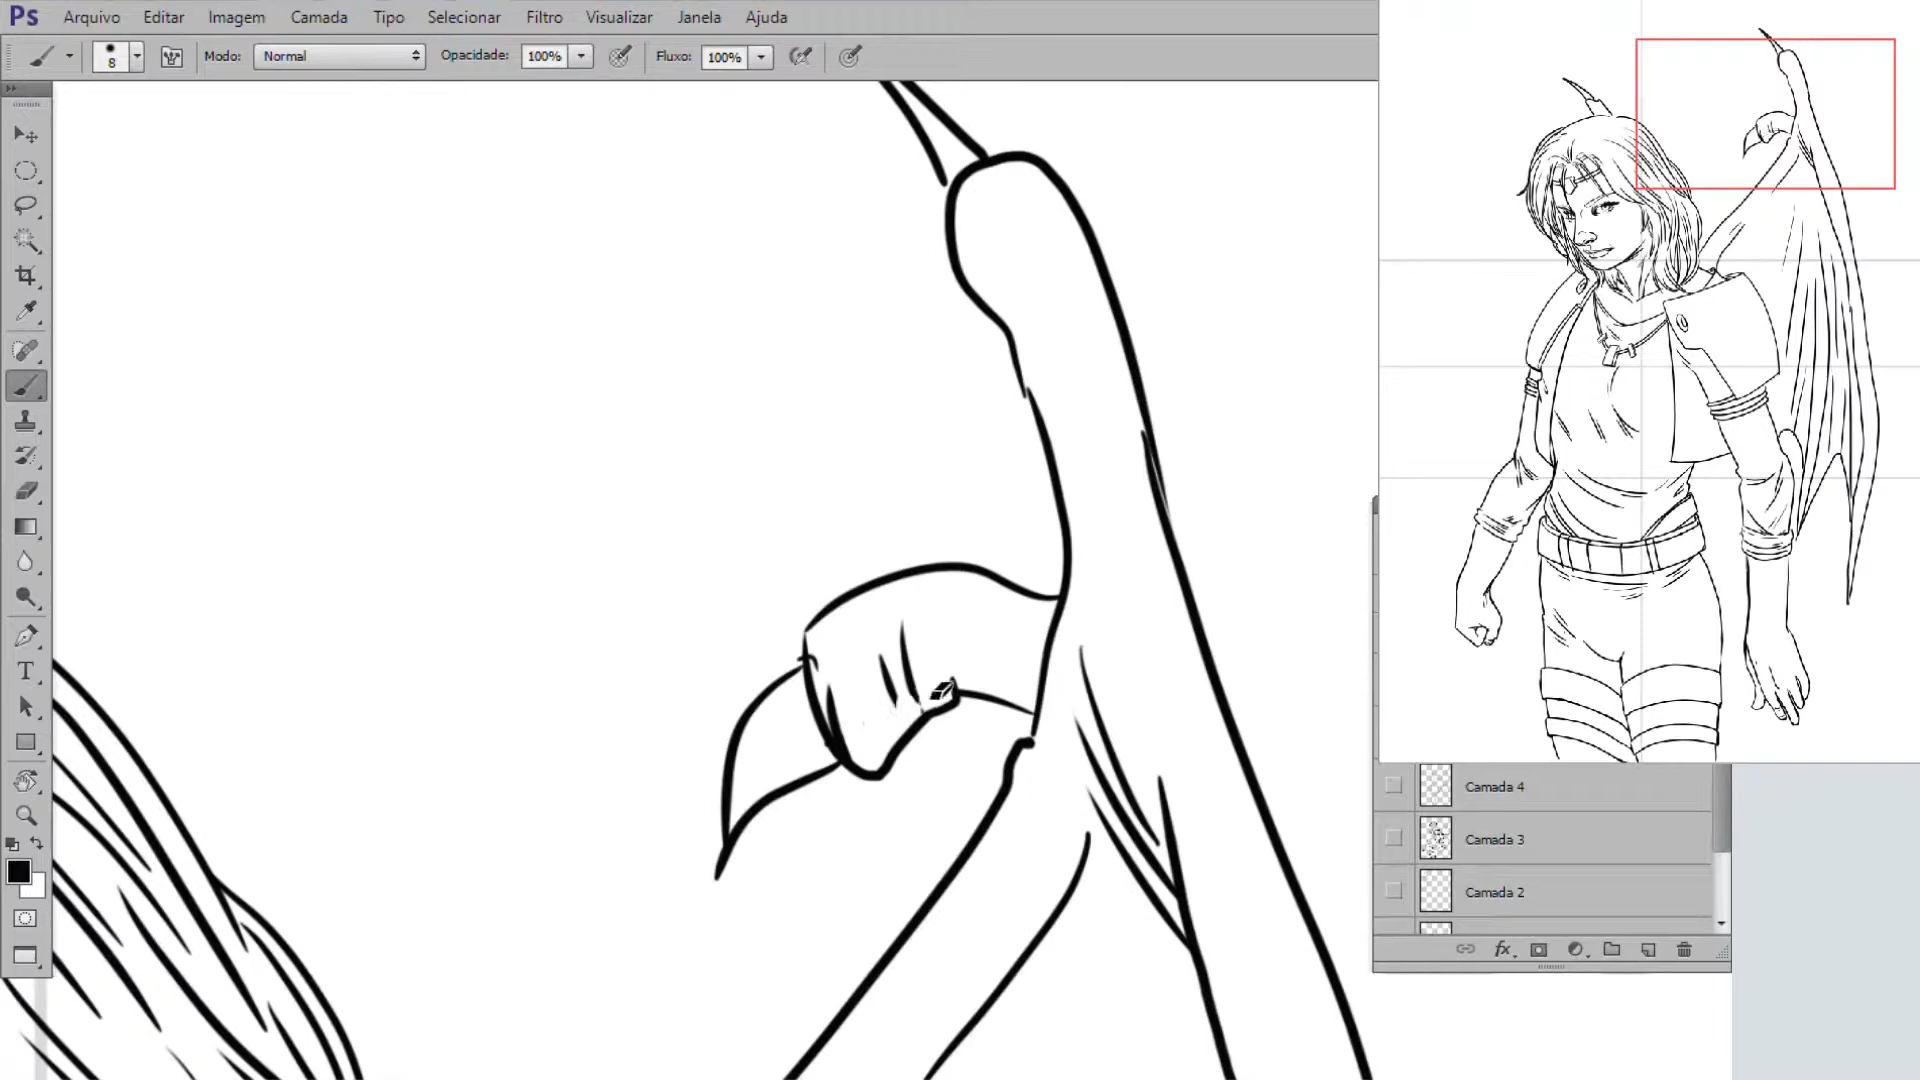 Ps Arquivo Editar Imagem Camada Tipo Selecionar Filtro Visualizar Janela Ajuda
8 Modo: Normal Opacidade: 100% Fluxo: 100%
T
Camada 4
Camada 3
Camada 2
fx